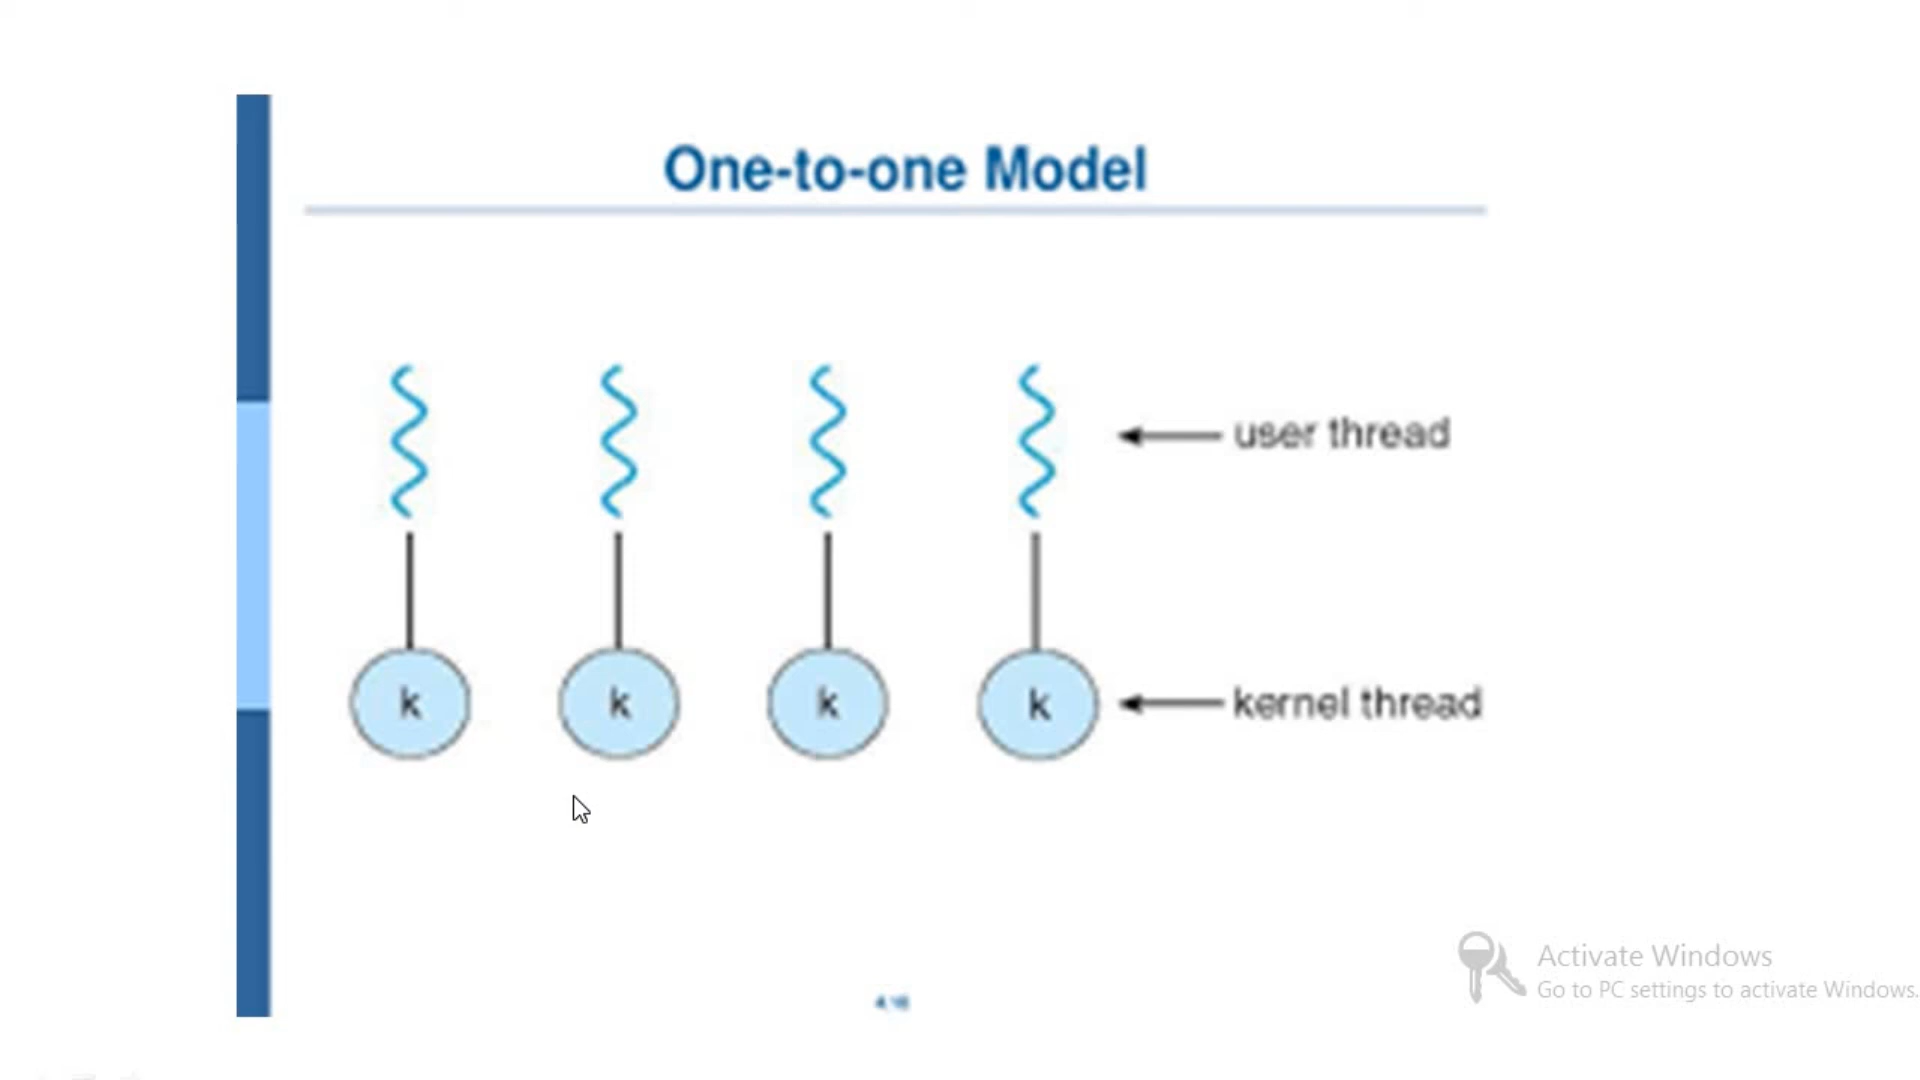 One-to-one Model
user thread
k k k k
kernel thread
Activate Windows
Go to PC settings to activate Windows.